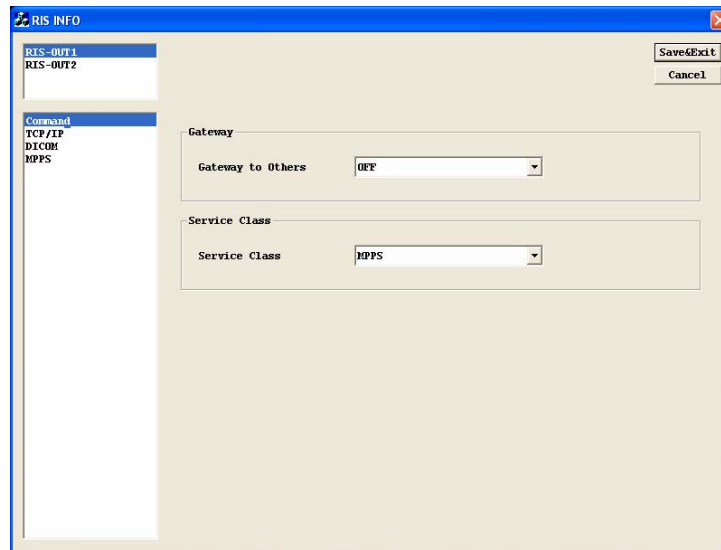 RIS INFO
RIS-OUT1
RIS-OUT2
Save&Exit
Cancel
Command
TCP/IP
DICOM
MPPS
Gateway
Gateway to Others OFF
Service Class
Service Class MPPS